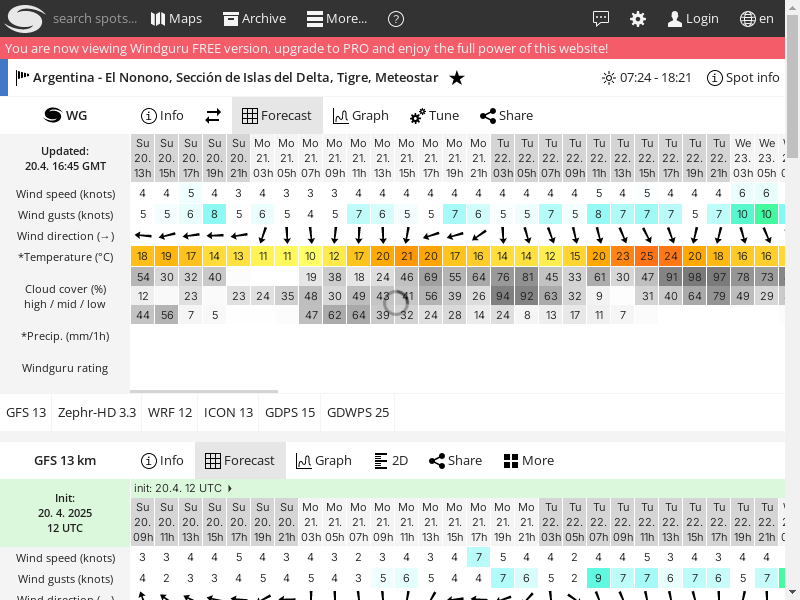 search spots... Maps Archive More... ? Login en
You are now viewing Windguru FREE version, upgrade to PRO and enjoy the full power of this website!
Argentina - El Nonono, Sección de Islas del Delta, Tigre, Meteostar 07:24 - 18:21 Spot info
WG Info Forecast Graph Tune Share
Updated:
20.4. 16:45 GMT
Su Su Su Su Su Mo Mo Mo Mo Mo Mo Mo Mo Mo Mo Tu Tu Tu Tu Tu Tu Tu Tu Tu Tu We We
20. 20. 20. 20. 20. 21. 21. 21. 21. 21. 21. 21. 21. 21. 21. 22. 22. 22. 22. 22. 22. 22. 22. 22. 22. 23. 23.
13h 15h 17h 19h 21h 03h 05h 07h 09h 11h 13h 15h 17h 19h 21h 03h 05h 07h 09h 11h 13h 15h 17h 19h 21h 03h 05h
Wind speed (knots) 4 4 5 4 3 4 3 3 3 4 4 4 4 4 4 4 4 4 4 5 4 5 4 4 4 6 6
Wind gusts (knots) 5 5 6 8 5 6 5 4 5 7 6 5 5 7 6 5 5 7 5 8 7 7 7 5 7 10 10
Wind direction (→)
*Temperature (°C) 18 19 17 14 13 11 11 10 12 17 20 21 20 17 16 14 14 12 15 20 23 25 24 20 18 16 16
Cloud cover (%)
high / mid / low
54 30 32 40 19 38 18 24 46 69 55 64 76 81 45 33 61 30 47 91 98 97 78 73
12 23 23 24 35 48 30 49 43 41 56 39 26 94 92 63 32 9 31 40 64 79 49 29
44 56 7 5 47 62 64 39 32 24 28 14 24 8 13 17 11 7
*Precip. (mm/1h)
Windguru rating
GFS 13 Zephr-HD 3.3 WRF 12 ICON 13 GDPS 15 GDWPS 25
GFS 13 km Info Forecast Graph 2D Share More
init: 20.4. 12 UTC
Init:
20. 4. 2025
12 UTC
Su Su Su Su Su Su Su Mo Mo Mo Mo Mo Mo Mo Mo Mo Mo Tu Tu Tu Tu Tu Tu Tu Tu Tu Tu
20. 20. 20. 20. 20. 20. 20. 21. 21. 21. 21. 21. 21. 21. 21. 21. 21. 22. 22. 22. 22. 22. 22. 22. 22. 22. 22.
09h 11h 13h 15h 17h 19h 21h 03h 05h 07h 09h 11h 13h 15h 17h 19h 21h 03h 05h 07h 09h 11h 13h 15h 17h 19h 21h
Wind speed (knots) 3 3 4 4 5 4 3 4 3 2 3 4 3 4 7 5 4 4 2 4 4 5 3 4 3 4 4
Wind gusts (knots) 4 2 3 3 4 5 4 5 4 3 5 6 5 4 4 7 6 5 2 9 7 7 6 7 6 5 7
Wind direction (→)